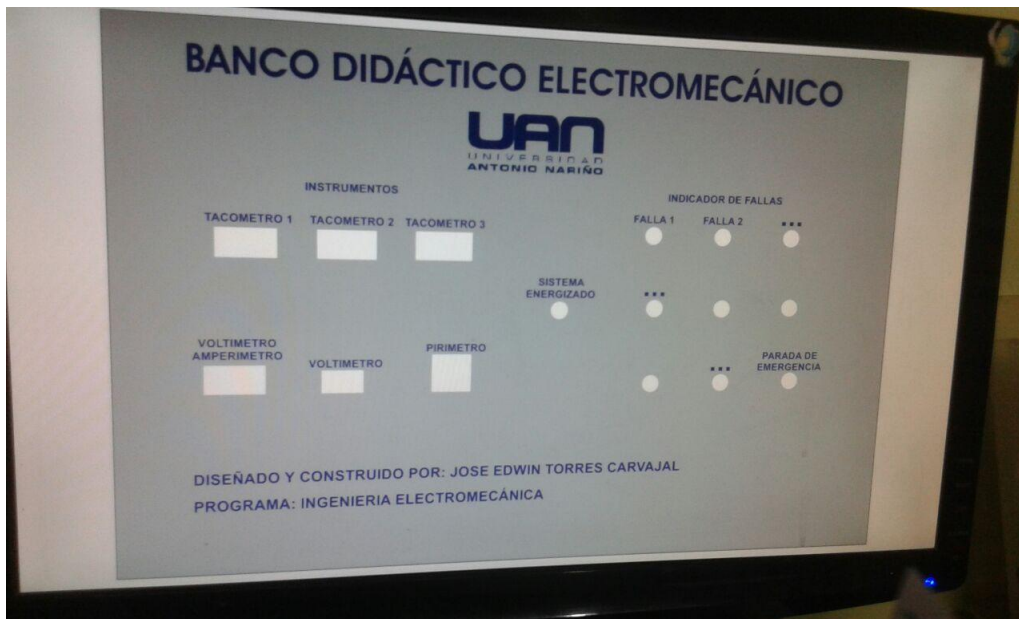 BANCO DIDÁCTICO ELECTROMECÁNICO
UAN
UNIVERSIDAD
ANTONIO NARIÑO
INSTRUMENTOS
TACOMETRO 1 TACOMETRO 2 TACOMETRO 3
INDICADOR DE FALLAS
FALLA 1 FALLA 2 ...
SISTEMA
ENERGIZADO
...
VOLTIMETRO
AMPERIMETRO
VOLTIMETRO
PIRIMETRO
...
PARADA DE
EMERGENCIA
DISEÑADO Y CONSTRUIDO POR: JOSE EDWIN TORRES CARVAJAL
PROGRAMA: INGENIERIA ELECTROMECÁNICA